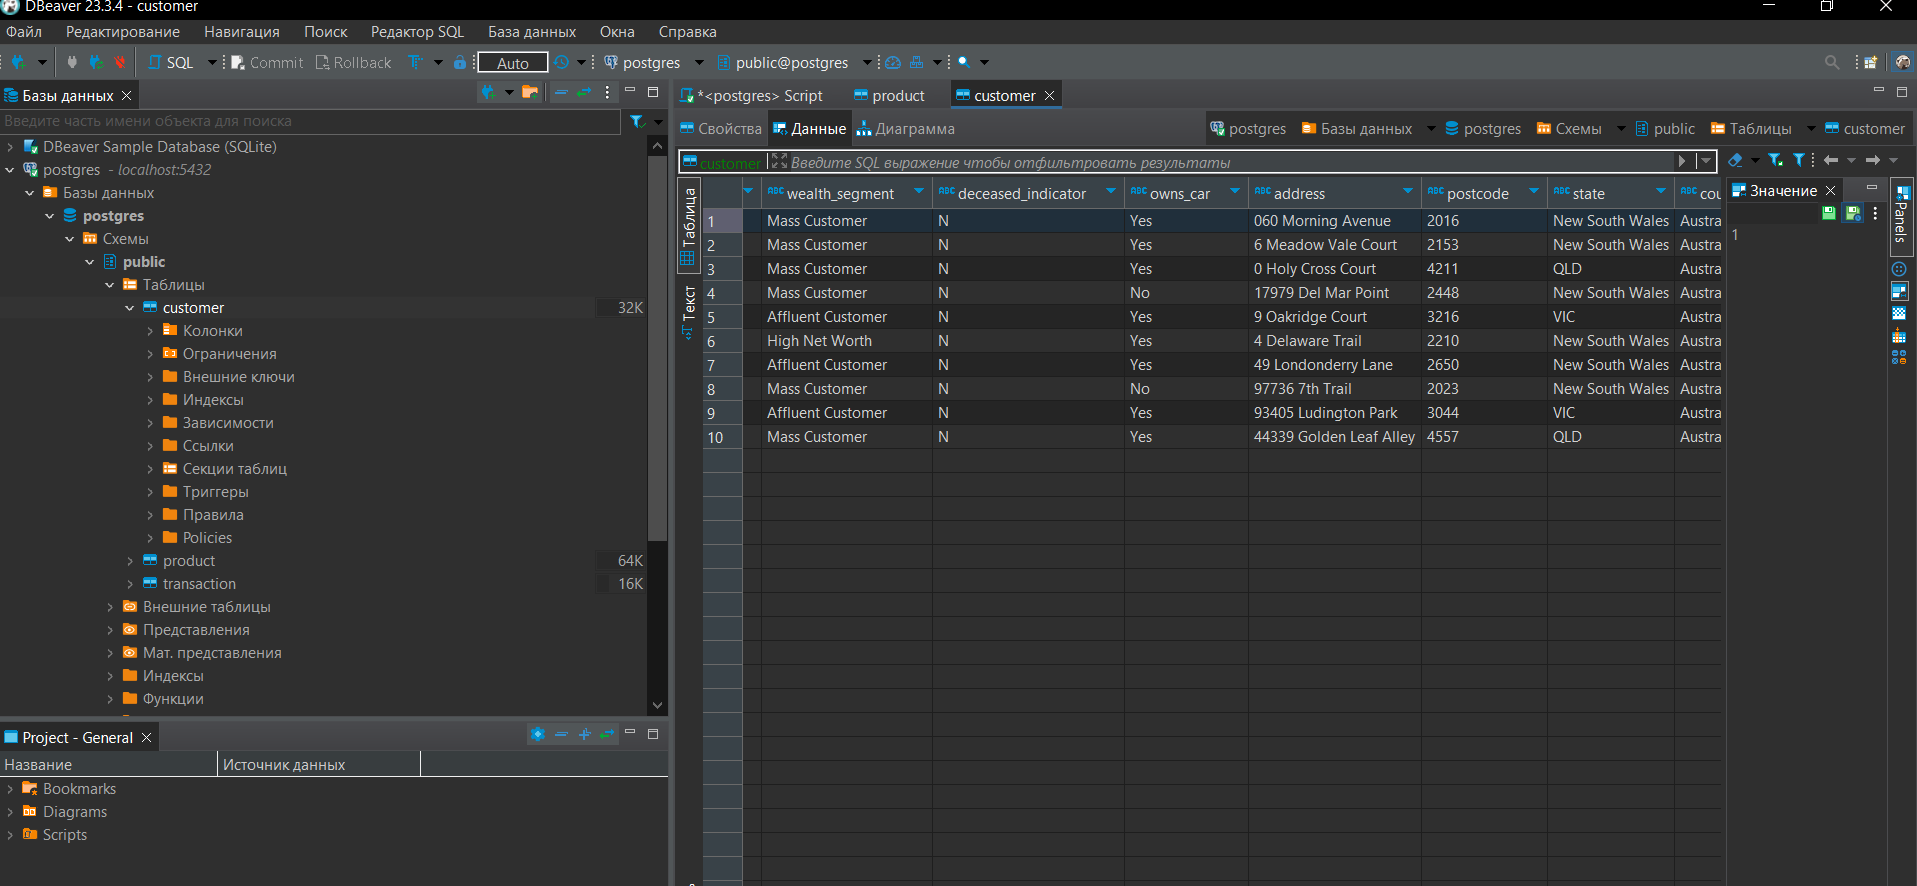 DBeaver 23.3.4 - customer
Файл Редактирование Навигация Поиск Редактор SQL База данных Окна Справка
SQL Commit Rollback Auto postgres public@postgres
Базы данных
Введите часть имени объекта для поиска
DBeaver Sample Database (SQLite)
postgres - localhost:5432
Базы данных
postgres
Схемы
public
Таблицы
customer 32K
Колонки
Ограничения
Внешние ключи
Индексы
Зависимости
Ссылки
Секции таблиц
Триггеры
Правила
Policies
product 64K
transaction 16K
Внешние таблицы
Представления
Мат. представления
Индексы
Функции
Project - General
Название Источник данных
Bookmarks
Diagrams
Scripts
*<postgres> Script product customer
Свойства Данные Диаграмма postgres Базы данных postgres Схемы public Таблицы customer
customer Введите SQL выражение чтобы отфильтровать результаты
Таблица
Текст
ABC wealth_segment ABC deceased_indicator ABC owns_car ABC address ABC postcode ABC state ABC cou
1 Mass Customer N Yes 060 Morning Avenue 2016 New South Wales Austra
2 Mass Customer N Yes 6 Meadow Vale Court 2153 New South Wales Austra
3 Mass Customer N Yes 0 Holy Cross Court 4211 QLD Austra
4 Mass Customer N No 17979 Del Mar Point 2448 New South Wales Austra
5 Affluent Customer N Yes 9 Oakridge Court 3216 VIC Austra
6 High Net Worth N Yes 4 Delaware Trail 2210 New South Wales Austra
7 Affluent Customer N Yes 49 Londonderry Lane 2650 New South Wales Austra
8 Mass Customer N No 97736 7th Trail 2023 New South Wales Austra
9 Affluent Customer N Yes 93405 Ludington Park 3044 VIC Austra
10 Mass Customer N Yes 44339 Golden Leaf Alley 4557 QLD Austra
Значение
1
Panels